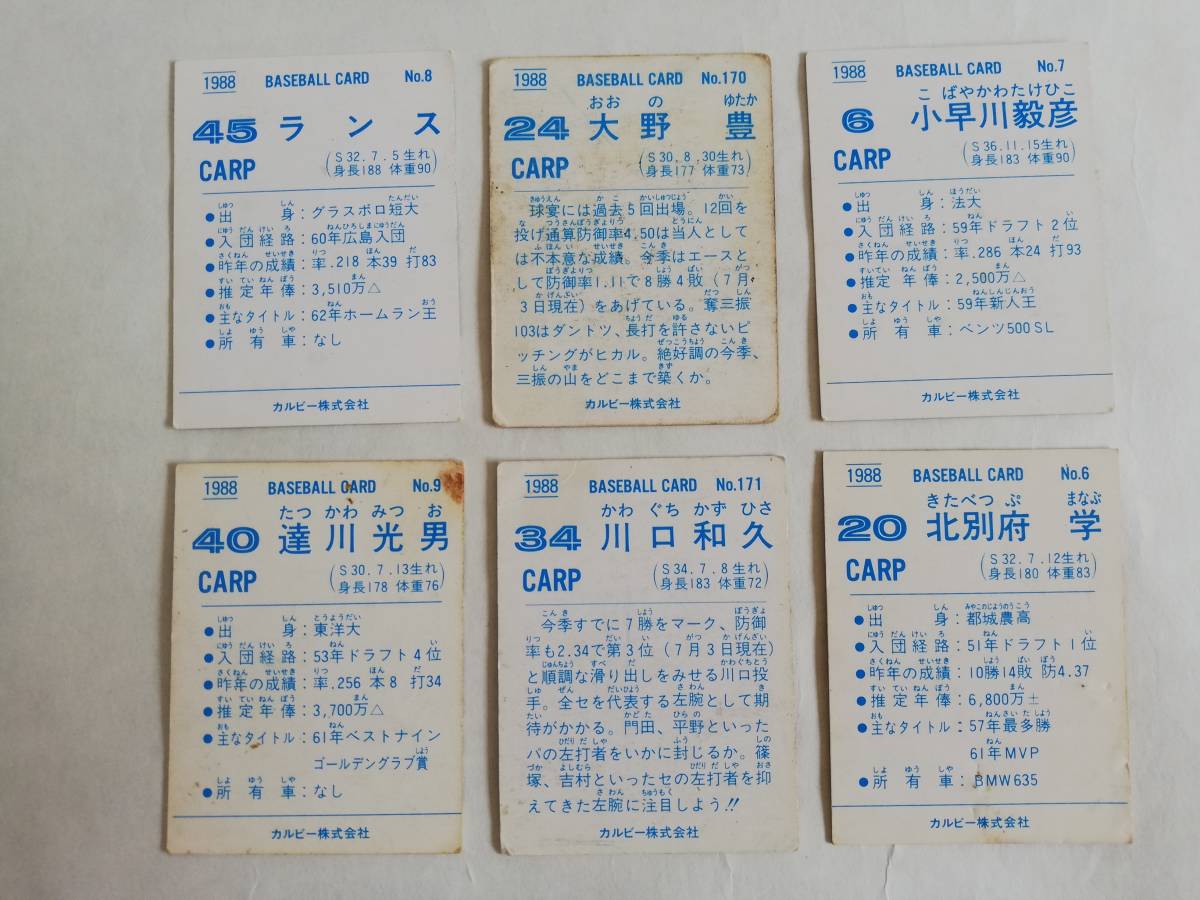 1988 BASEBALL CARD No.8
45 ランス
CARP (S32.7.5生れ 身長188 体重90)
●出身:グラスボロ短大
●入団経路:60年広島入団
●昨年の成績:率.218 本39 打83
●推定年俸:3,510万△
●主なタイトル:62年ホームラン王
●所有車:なし
カルビー株式会社
1988 BASEBALL CARD No.170
おおの ゆたか
24 大野 豊
CARP (S30.8.30生れ 身長177 体重73)
球宴には過去5回出場。12回を
投げ通算防御率4.50は当人として
は不本意な成績。今季はエースと
して防御率1.11で8勝4敗(7月
3日現在)をあげている。奪三振
103はダントツ、長打を許さないピ
ッチングがヒカル。絶好調の今季、
三振の山をどこまで築くか。
カルビー株式会社
1988 BASEBALL CARD No.7
こばやかわたけひこ
6 小早川毅彦
CARP (S36.11.15生れ 身長183 体重90)
●出身:法大
●入団経路:59年ドラフト2位
●昨年の成績:率.286 本24 打93
●推定年俸:2,500万△
●主なタイトル:59年新人王
●所有車:ベンツ500SL
カルビー株式会社
1988 BASEBALL CARD No.9
たつかわみつお
40 達川光男
CARP (S30.7.13生れ 身長178 体重76)
●出身:東洋大
●入団経路:53年ドラフト4位
●昨年の成績:率.256 本8 打34
●推定年俸:3,700万△
●主なタイトル:61年ベストナイン
ゴールデングラブ賞
●所有車:なし
カルビー株式会社
1988 BASEBALL CARD No.171
かわぐちかずひさ
34 川口和久
CARP (S34.7.8生れ 身長183 体重72)
今季すでに7勝をマーク、防御
率も2.34で第3位(7月3日現在)
と順調な滑り出しをみせる川口投
手。全セを代表する左腕として期
待がかかる。門田、平野といった
パの左打者をいかに封じるか。篠
塚、吉村といったセの左打者を抑
えてきた左腕に注目しよう!!
カルビー株式会社
1988 BASEBALL CARD No.6
きたべつぷ まなぶ
20 北別府 学
CARP (S32.7.12生れ 身長180 体重83)
●出身:都城農高
●入団経路:51年ドラフト1位
●昨年の成績:10勝14敗 防4.37
●推定年俸:6,800万±
●主なタイトル:57年最多勝
61年MVP
●所有車:BMW635
カルビー株式会社